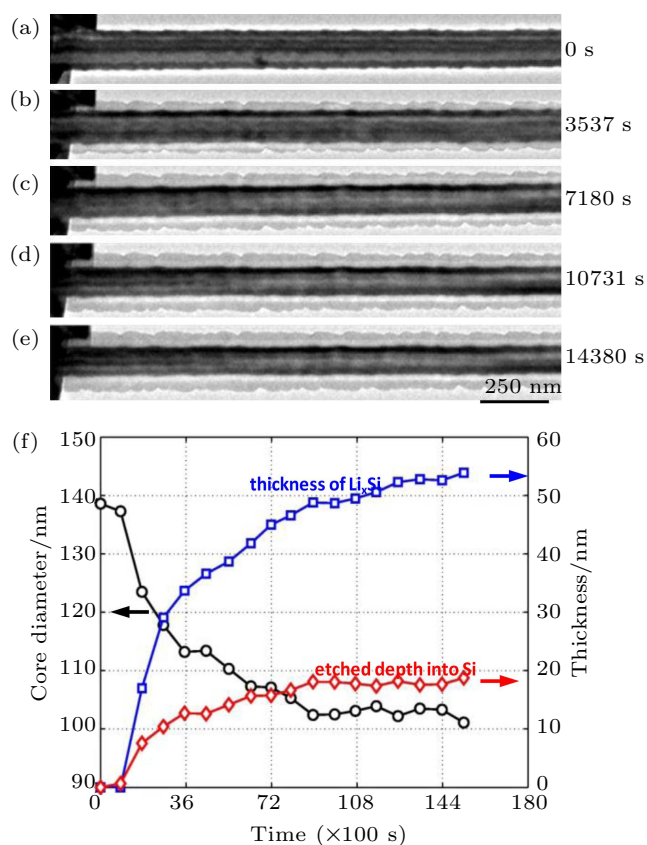 (a)
0 s
(b)
3537 s
(c)
7180 s
(d)
10731 s
(e)
14380 s
250 nm
(f)
150
140
130
120
110
100
90
Core diameter/nm
60
50
40
30
20
10
0
Thickness/nm
thickness of LixSi
etched depth into Si
0
36
72
108
144
180
Time (×100 s)